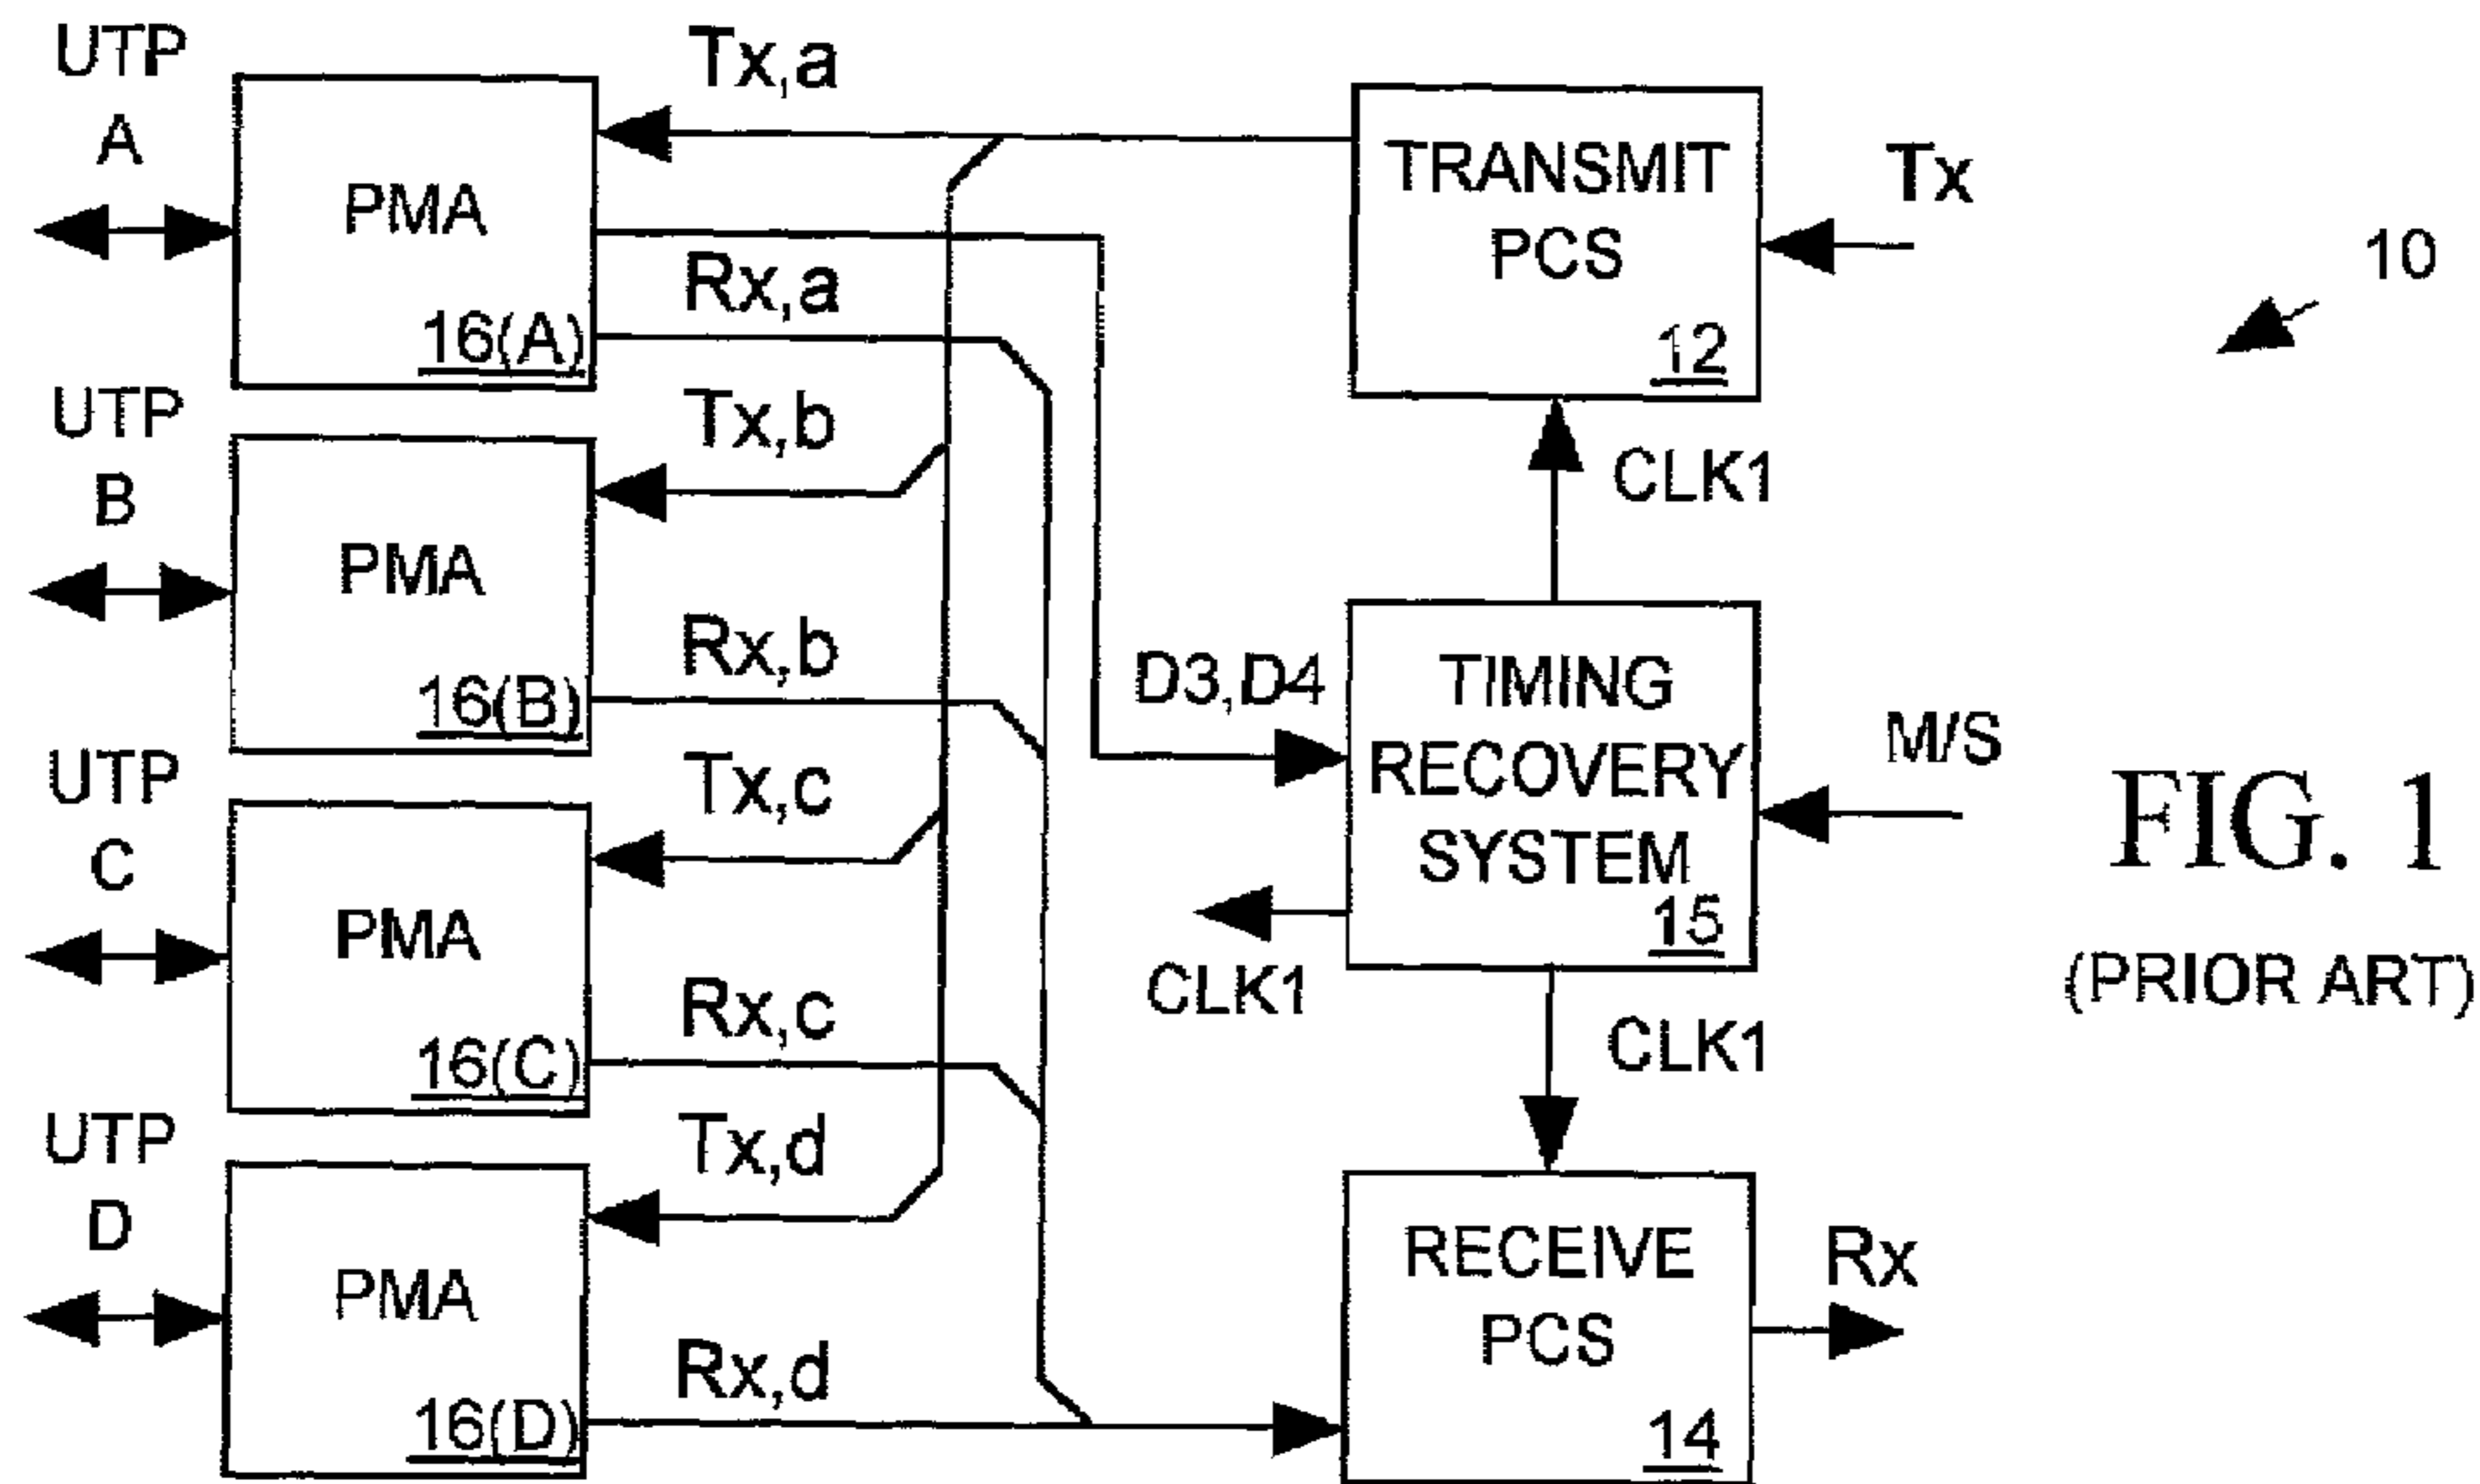 UTP
A
PMA
16(A)
Tx,a
Rx,a
UTP
B
PMA
16(B)
Tx,b
Rx,b
UTP
C
PMA
16(C)
Tx,c
Rx,c
UTP
D
PMA
16(D)
Tx,d
Rx,d
TRANSMIT
PCS
12
Tx
10
CLK1
D3,D4
TIMING
RECOVERY
SYSTEM
15
M/S
CLK1
CLK1
RECEIVE
PCS
14
Rx
FIG. 1
(PRIOR ART)